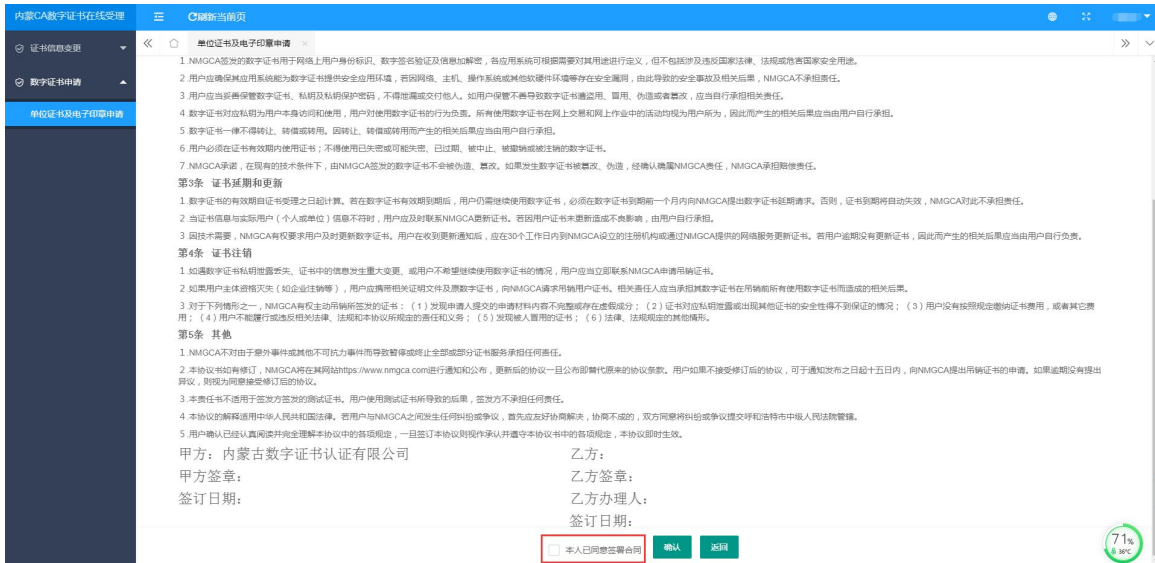 内蒙CA数字证书在线受理
刷新当前页
证书信息变更
单位证书及电子印章申请
数字证书申请
单位证书及电子印章申请
1.NMGCA签发的数字证书用于网络上用户身份标识、数字签名验证及信息加解密，各应用系统可根据需要对其用途进行定义，但不包括涉及违反国家法律、法规或危害国家安全用途。
2.用户应确保其应用系统能为数字证书提供安全应用环境，若因网络、主机、操作系统或其他软硬件环境等存在安全漏洞，由此导致的安全事故及相关后果，NMGCA不承担责任。
3.用户应当妥善保管数字证书、私钥及私钥保护密码，不得泄漏或交付他人。如用户保管不善导致数字证书遭盗用、冒用、伪造或者篡改，应当自行承担相关责任。
4.数字证书对应私钥为用户本身访问和使用，用户对使用数字证书的行为负责。所有使用数字证书在网上交易和网上作业中的活动均视为用户所为，因此而产生的相关后果应当由用户自行承担。
5.数字证书一律不得转让、转借或转用。因转让、转借或转用而产生的相关后果应当由用户自行承担。
6.用户必须在证书有效期内使用证书；不得使用已失密或可能失密、已过期、被中止、被撤销或被注销的数字证书。
7.NMGCA承诺，在现有的技术条件下，由NMGCA签发的数字证书不会被伪造、篡改。如果发生数字证书被篡改、伪造，经确认确属NMGCA责任，NMGCA承担赔偿责任。
第3条 证书延期和更新
1.数字证书的有效期自证书受理之日起计算。若在数字证书有效期到期后，用户仍需继续使用数字证书，必须在数字证书到期前一个月内向NMGCA提出数字证书延期请求。否则，证书到期将自动失效，NMGCA对此不承担责任。
2.当证书信息与实际用户（个人或单位）信息不符时，用户应及时联系NMGCA更新证书。若因用户证书未更新造成不良影响，由用户自行承担。
3.因技术需要，NMGCA有权要求用户及时更新数字证书。用户在收到更新通知后，应在30个工作日内到NMGCA设立的注册机构或通过NMGCA提供的网络服务更新证书。若用户逾期没有更新证书，因此而产生的相关后果应当由用户自行负责。
第4条 证书注销
1.如遇数字证书私钥泄露丢失、证书中的信息发生重大变更、或用户不希望继续使用数字证书的情况，用户应当立即联系NMGCA申请吊销证书。
2.如果用户主体资格灭失（如企业注销等），用户应携带相关证明文件及原数字证书，向NMGCA请求吊销用户证书。相关责任人应当承担其数字证书在吊销前所有使用数字证书而造成的相关后果。
3.对于下列情形之一，NMGCA有权主动吊销所签发的证书：（1）发现申请人提交的申请材料内容不完整或存在虚假成分；（2）证书对应私钥泄露或出现其他证书的安全性得不到保证的情况；（3）用户没有按照规定缴纳证书费用，或者其它费
用；（4）用户不能履行或违反相关法律、法规和本协议所规定的责任和义务；（5）发现被人冒用的证书；（6）法律、法规规定的其他情形。
第5条 其他
1.NMGCA不对由于意外事件或其他不可抗力事件而导致暂停或终止全部或部分证书服务承担任何责任。
2.本协议书如有修订，NMGCA将在其网站https://www.nmgca.com进行通知和公布，更新后的协议一旦公布即替代原来的协议条款。用户如果不接受修订后的协议，可于通知发布之日起十五日内，向NMGCA提出吊销证书的申请。如果逾期没有提出
异议，则视为同意接受修订后的协议。
3.本责任书不适用于签发方签发的测试证书。用户使用测试证书所导致的后果，签发方不承担任何责任。
4.本协议的解释适用中华人民共和国法律。若用户与NMGCA之间发生任何纠纷或争议，首先应友好协商解决，协商不成的，双方同意将纠纷或争议提交呼和浩特市中级人民法院管辖。
5.用户确认已经认真阅读并完全理解本协议中的各项规定，一旦签订本协议则视作承认并遵守本协议书中的各项规定，本协议即时生效。
甲方：内蒙古数字证书认证有限公司
乙方：
甲方签章：
乙方签章：
签订日期：
乙方办理人：
签订日期：
本人已同意签署合同
确认
返回
71%
36℃